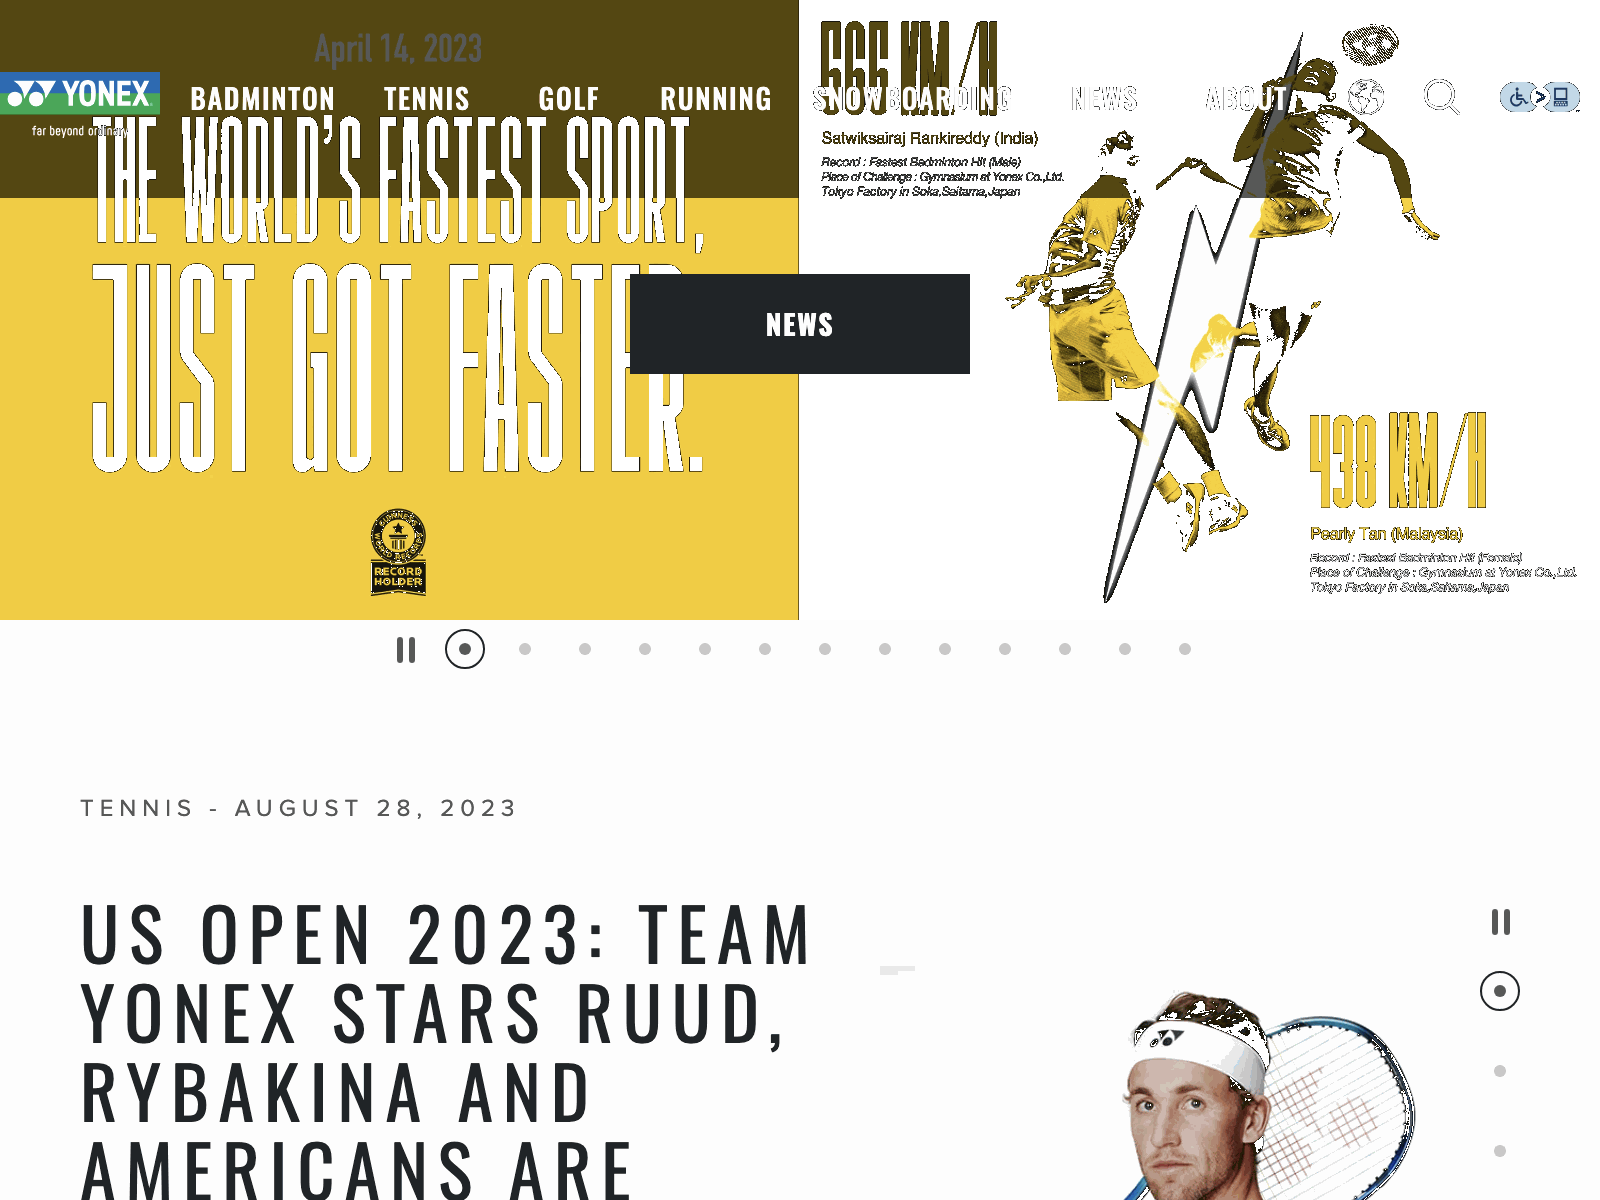 April 14, 2023
YONEX
far beyond ordinary
BADMINTON TENNIS GOLF RUNNING SNOWBOARDING NEWS ABOUT
THE WORLD'S FASTEST SPORT,
JUST GOT FASTER.
NEWS
RECORD
HOLDER
KM/H
Satwiksairaj Rankireddy (India)
Record : Fastest Badminton Hit (Male)
Place of Challenge : Gymnasium at Yonex Co.,Ltd.
Tokyo Factory in Soka,Saitama,Japan
438 KM/H
Pearly Tan (Malaysia)
Record : Fastest Badminton Hit (Female)
Place of Challenge : Gymnasium at Yonex Co.,Ltd.
Tokyo Factory in Soka,Saitama,Japan
TENNIS - AUGUST 28, 2023
US OPEN 2023: TEAM
YONEX STARS RUUD,
RYBAKINA AND
AMERICANS ARE